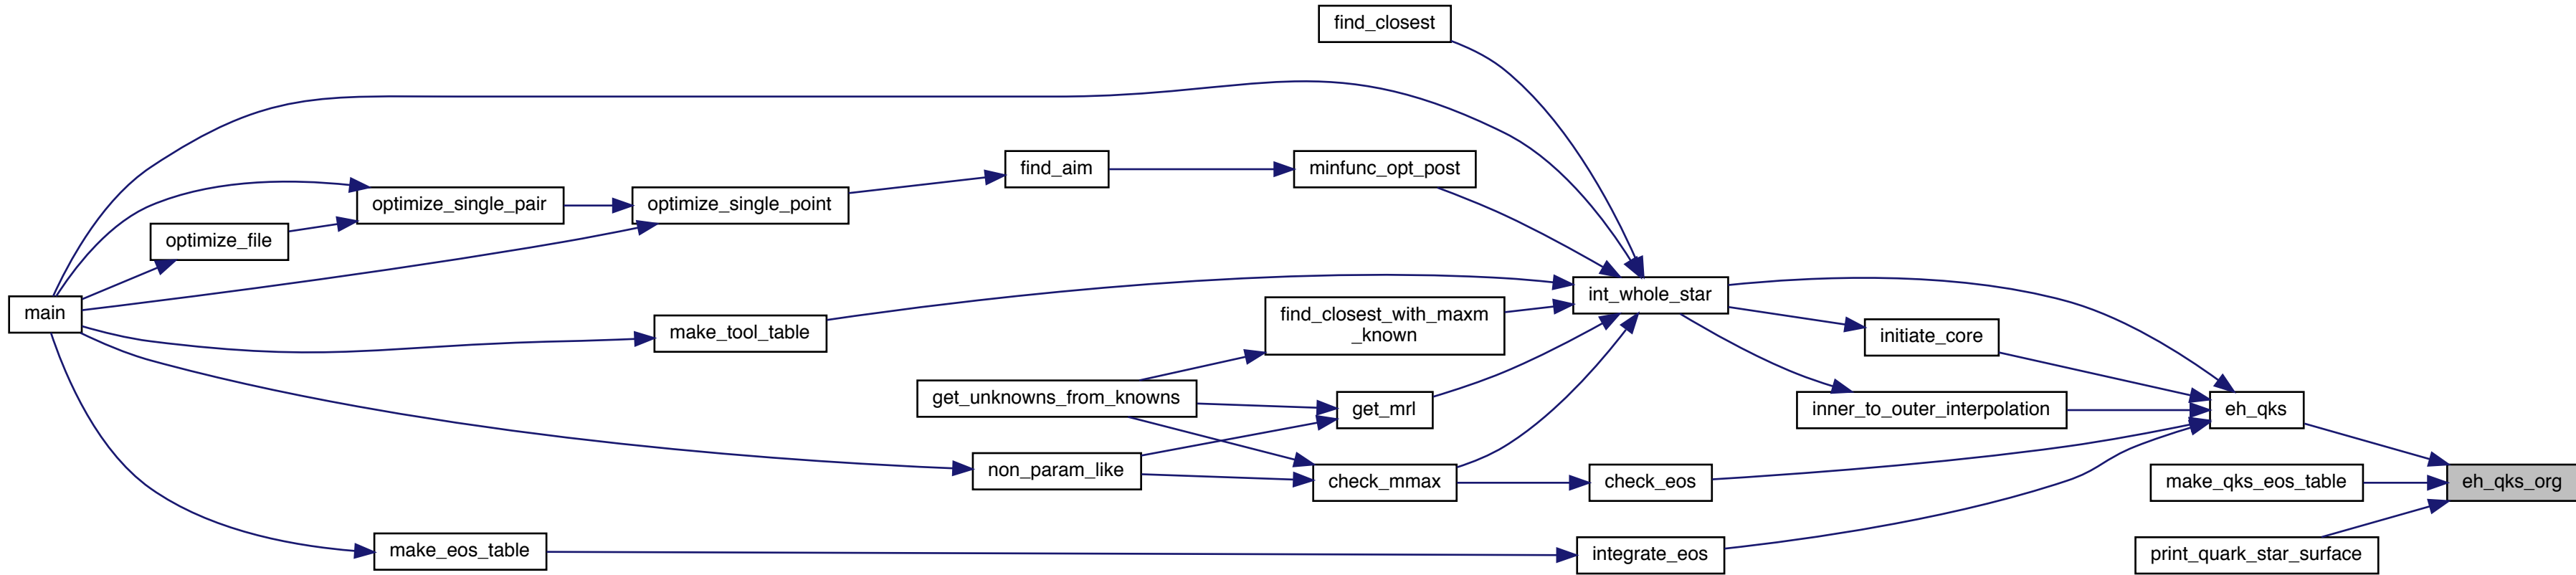 find_closest
minfunc_opt_post
find_aim
optimize_single_pair
optimize_single_point
optimize_file
int_whole_star
main
find_closest_with_maxm
_known
make_tool_table
initiate_core
get_unknowns_from_knowns
get_mrl
inner_to_outer_interpolation
eh_qks
non_param_like
check_mmax
check_eos
make_qks_eos_table
eh_qks_org
make_eos_table
integrate_eos
print_quark_star_surface